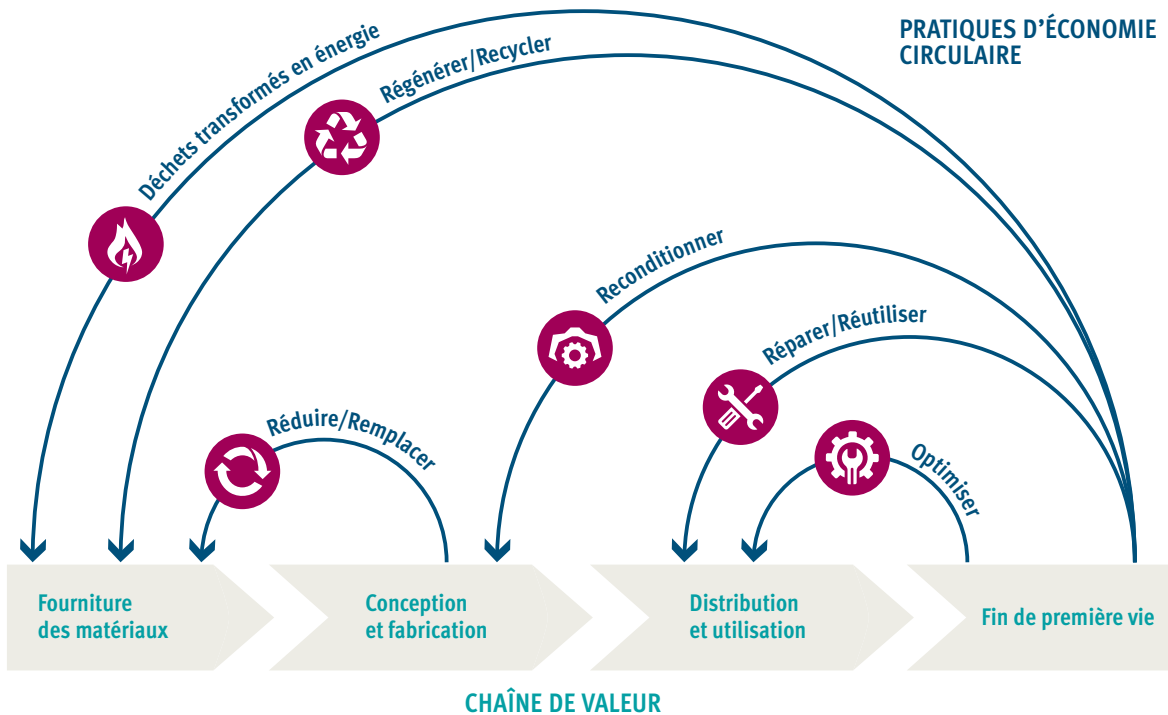 PRATIQUES D'ÉCONOMIE
CIRCULAIRE
Déchets transformés en énergie
Régénérer/Recycler
Reconditionner
Réparer/Réutiliser
Réduire/Remplacer
Optimiser
Fourniture
des matériaux
Conception
et fabrication
Distribution
et utilisation
Fin de première vie
CHAÎNE DE VALEUR